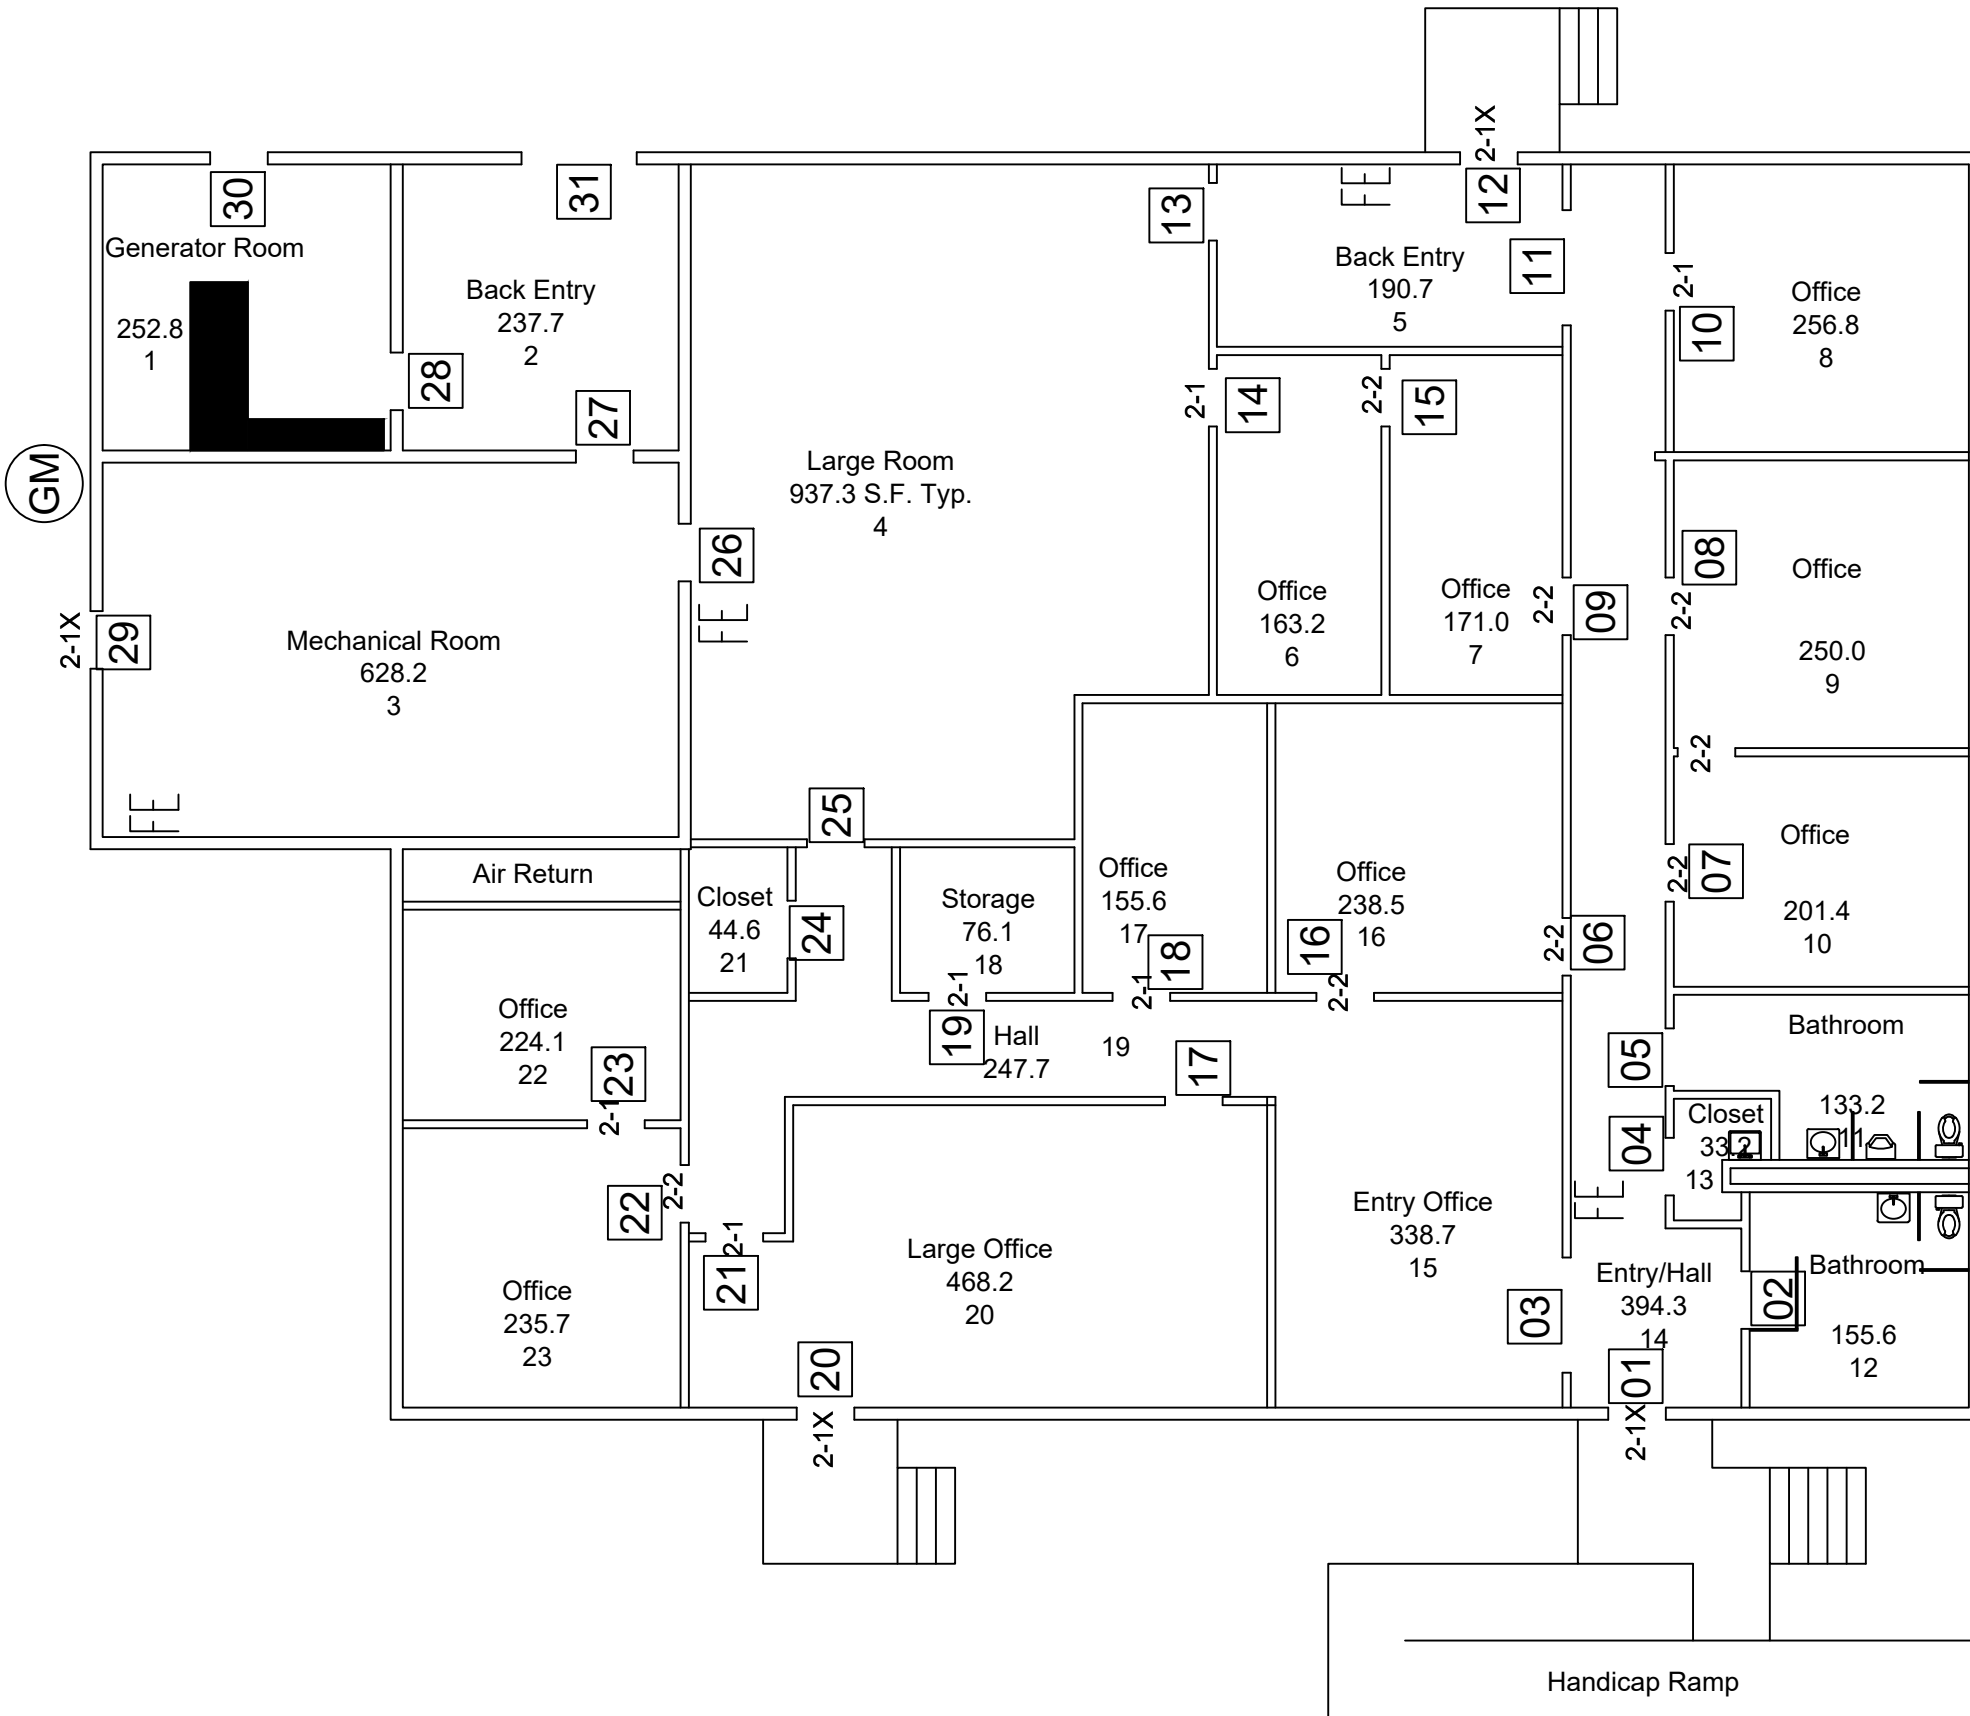 2-1X
12
FE
30
31
13
11
Generator Room
252.8
1
Back Entry
237.7
2
28
27
Back Entry
190.7
5
2-1
10
Office
256.8
8
2-1
14
2-2
15
GM
Large Room
937.3 S.F. Typ.
4
26
FE
2-1X
29
Mechanical Room
628.2
3
FE
Office
163.2
6
Office
171.0
7
2-2
09
08
2-2
Office
250.0
9
2-2
25
Air Return
Closet
44.6
21
24
Storage
76.1
18
2-1
19
Office
155.6
17
18
2-1
Office
238.5
16
16
2-2
2-2
06
2-2
07
Office
201.4
10
Office
224.1
22
23
2-1
Hall
247.7
19
17
05
04
Bathroom
133.2
11
Closet
33.2
13
FE
22
2-2
2-1
21
Office
235.7
23
Large Office
468.2
20
20
2-1X
Entry Office
338.7
15
03
Entry/Hall
394.3
14
01
2-1X
02
Bathroom
155.6
12
Handicap Ramp